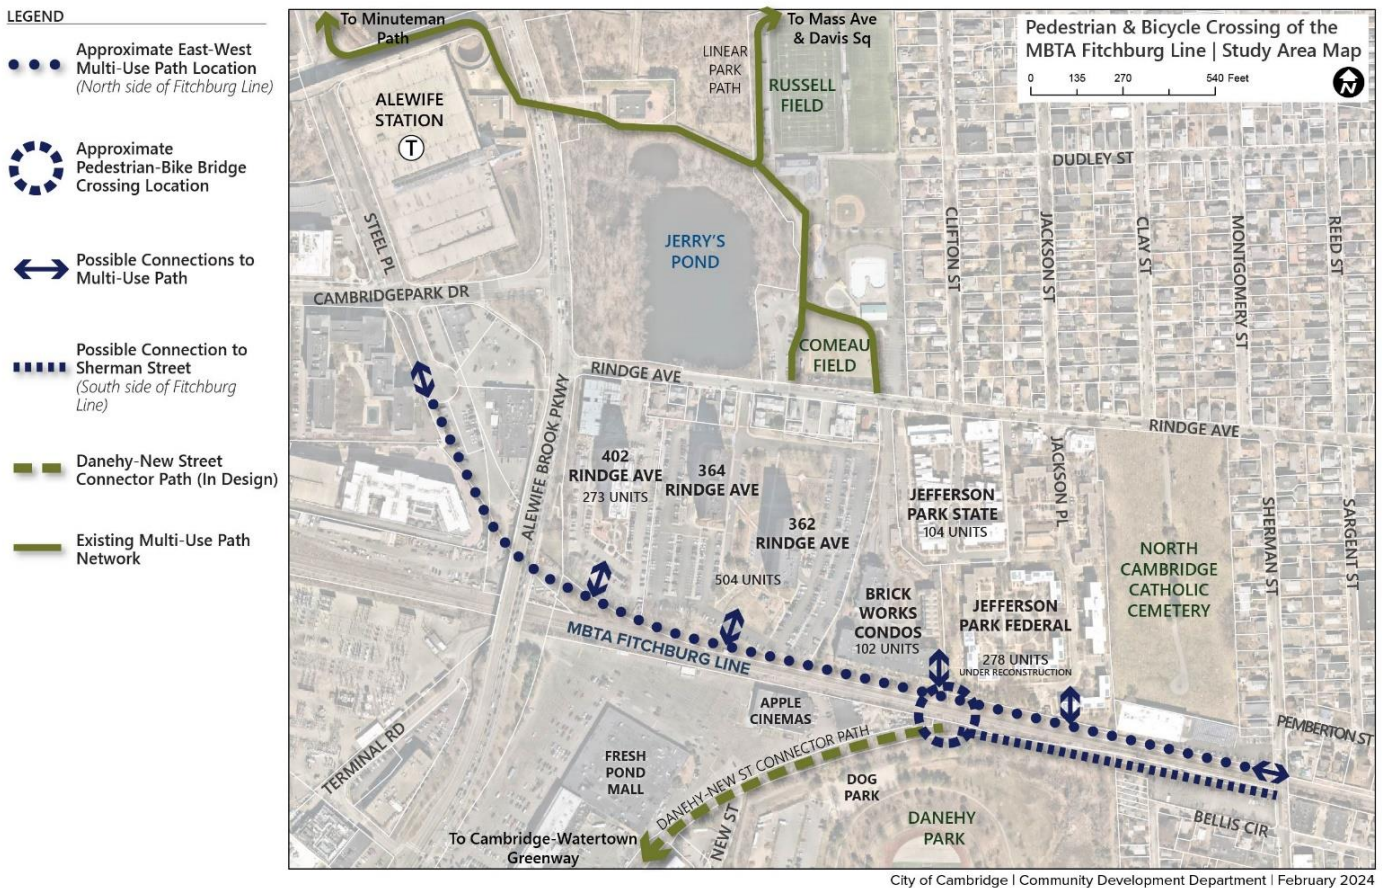 LEGEND
Approximate East-West
Multi-Use Path Location
(North side of Fitchburg Line)
Approximate
Pedestrian-Bike Bridge
Crossing Location
Possible Connections to
Multi-Use Path
Possible Connection to
Sherman Street
(South side of Fitchburg
Line)
Danehy-New Street
Connector Path (In Design)
Existing Multi-Use Path
Network
Pedestrian & Bicycle Crossing of the
MBTA Fitchburg Line | Study Area Map
0 135 270 540 Feet
N
To Minuteman
Path
To Mass Ave
& Davis Sq
LINEAR
PARK
PATH
RUSSELL
FIELD
ALEWIFE
STATION
T
DUDLEY ST
STEEL PL
JERRY'S
POND
CLIFTON ST
JACKSON ST
CLAY ST
MONTGOMERY ST
REED ST
CAMBRIDGEPARK DR
COMEAU
FIELD
RINDGE AVE
RINDGE AVE
ALEWIFE BROOK PKWY
402
RINDGE AVE
273 UNITS
364
RINDGE AVE
362
RINDGE AVE
504 UNITS
JEFFERSON
PARK STATE
104 UNITS
JACKSON PL
NORTH
CAMBRIDGE
CATHOLIC
CEMETERY
SHERMAN ST
SARGENT ST
BRICK
WORKS
CONDOS
102 UNITS
JEFFERSON
PARK FEDERAL
278 UNITS
UNDER RECONSTRUCTION
MBTA FITCHBURG LINE
APPLE
CINEMAS
PEMBERTON ST
TERMINAL RD
FRESH
POND
MALL
DANEHY-NEW ST CONNECTOR PATH
DOG
PARK
NEW ST
DANEHY
PARK
BELLIS CIR
To Cambridge-Watertown
Greenway
City of Cambridge | Community Development Department | February 2024